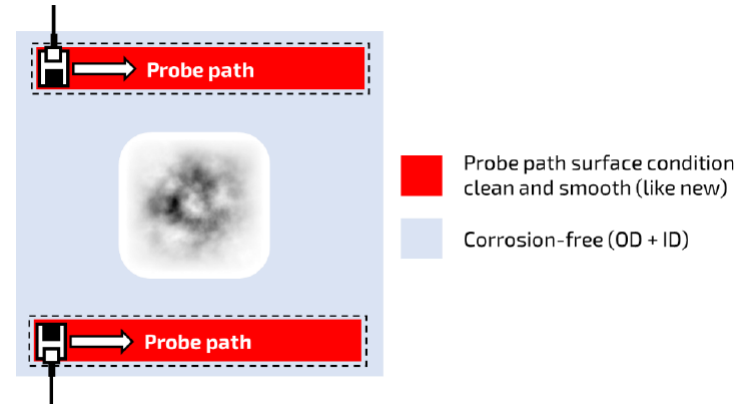 Probe path
Probe path surface condition
clean and smooth (like new)
Corrosion-free (OD + ID)
Probe path